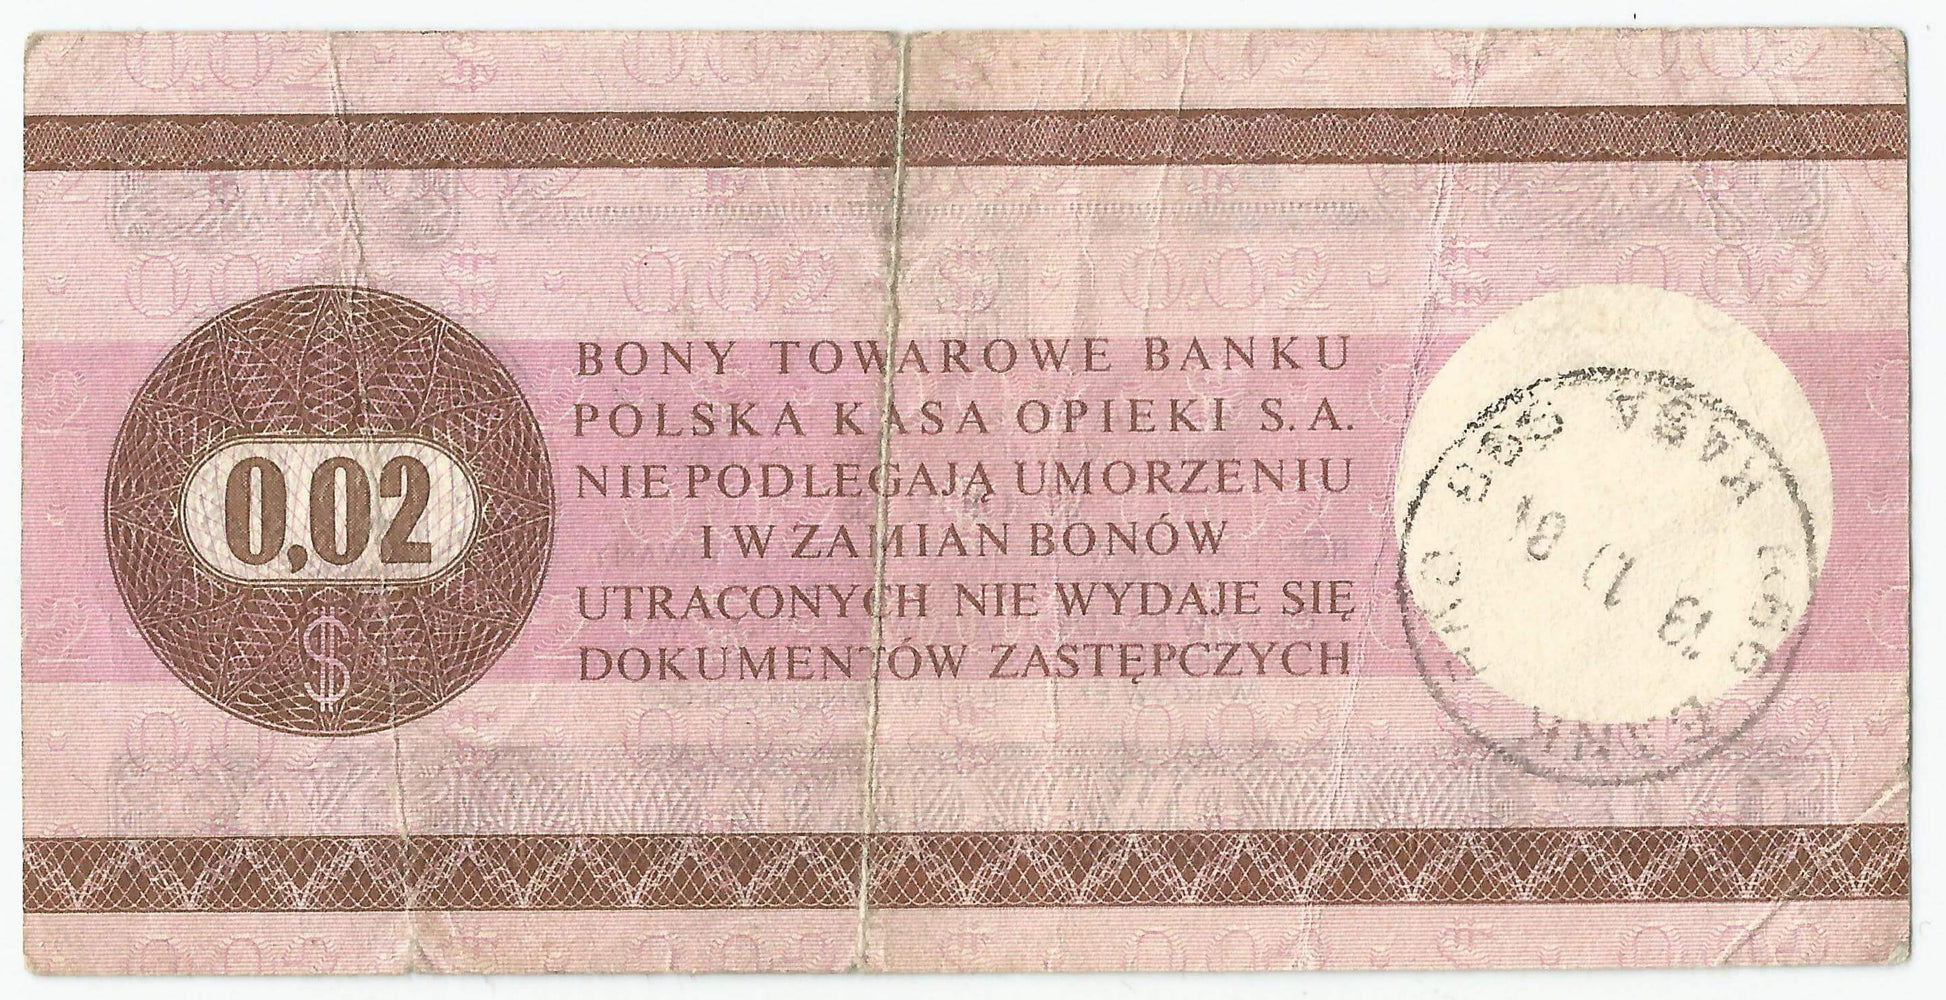 0,02
$
BONY TOWAROWE BANKU
POLSKA KASA OPIEKI S.A.
NIE PODLEGAJĄ UMORZENIU
I W ZAMIAN BONÓW
UTRACONYCH NIE WYDAJE SIĘ
DOKUMENTÓW ZASTĘPCZYCH
KASA
BANK